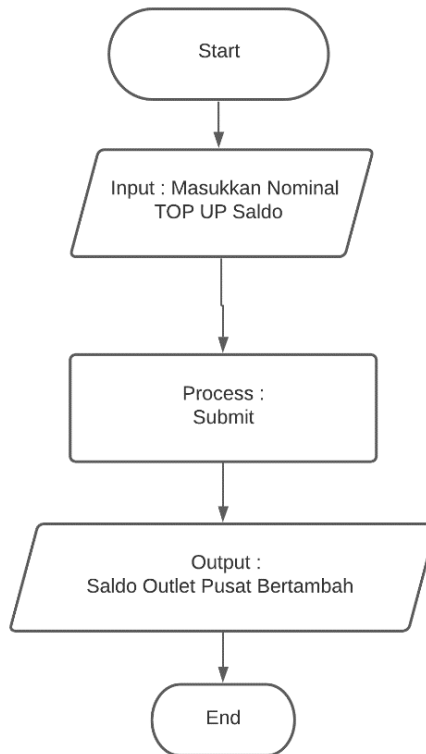 Start
Input : Masukkan Nominal
TOP UP Saldo
Process :
Submit
Output :
Saldo Outlet Pusat Bertambah
End